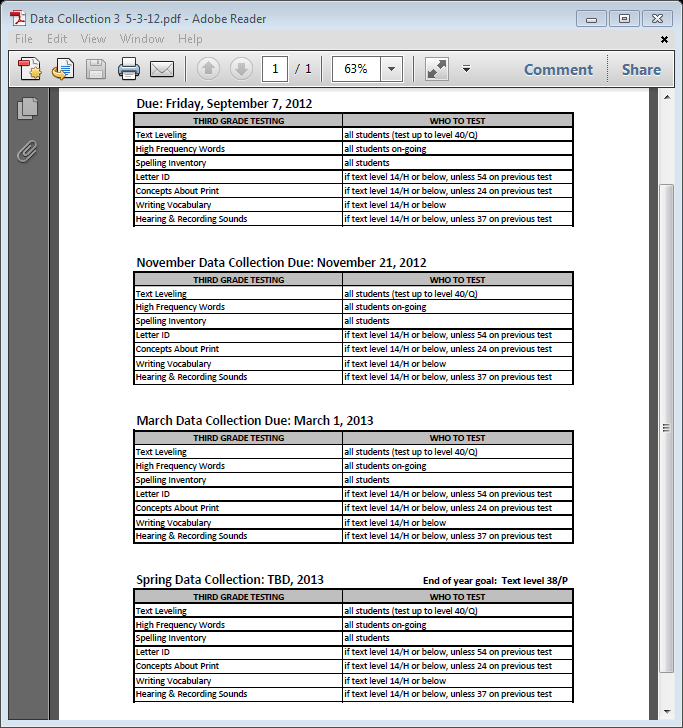 Data Collection 3  5-3-12.pdf - Adobe Reader
File Edit View Window Help
1 / 1 63% Comment Share
Due: Friday, September 7, 2012
THIRD GRADE TESTING WHO TO TEST
Text Leveling all students (test up to level 40/Q)
High Frequency Words all students on-going
Spelling Inventory all students
Letter ID if text level 14/H or below, unless 54 on previous test
Concepts About Print if text level 14/H or below, unless 24 on previous test
Writing Vocabulary if text level 14/H or below
Hearing & Recording Sounds if text level 14/H or below, unless 37 on previous test
November Data Collection Due: November 21, 2012
THIRD GRADE TESTING WHO TO TEST
Text Leveling all students (test up to level 40/Q)
High Frequency Words all students on-going
Spelling Inventory all students
Letter ID if text level 14/H or below, unless 54 on previous test
Concepts About Print if text level 14/H or below, unless 24 on previous test
Writing Vocabulary if text level 14/H or below
Hearing & Recording Sounds if text level 14/H or below, unless 37 on previous test
March Data Collection Due: March 1, 2013
THIRD GRADE TESTING WHO TO TEST
Text Leveling all students (test up to level 40/Q)
High Frequency Words all students on-going
Spelling Inventory all students
Letter ID if text level 14/H or below, unless 54 on previous test
Concepts About Print if text level 14/H or below, unless 24 on previous test
Writing Vocabulary if text level 14/H or below
Hearing & Recording Sounds if text level 14/H or below, unless 37 on previous test
Spring Data Collection: TBD, 2013 End of year goal: Text level 38/P
THIRD GRADE TESTING WHO TO TEST
Text Leveling all students (test up to level 40/Q)
High Frequency Words all students on-going
Spelling Inventory all students
Letter ID if text level 14/H or below, unless 54 on previous test
Concepts About Print if text level 14/H or below, unless 24 on previous test
Writing Vocabulary if text level 14/H or below
Hearing & Recording Sounds if text level 14/H or below, unless 37 on previous test